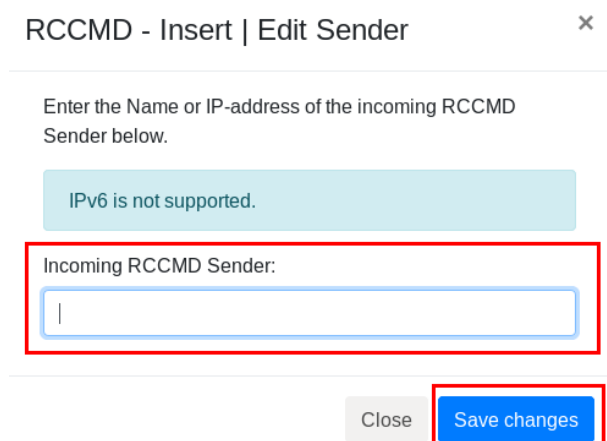 RCCMD - Insert | Edit Sender ×
Enter the Name or IP-address of the incoming RCCMD
Sender below.
IPv6 is not supported.
Incoming RCCMD Sender:
Close Save changes